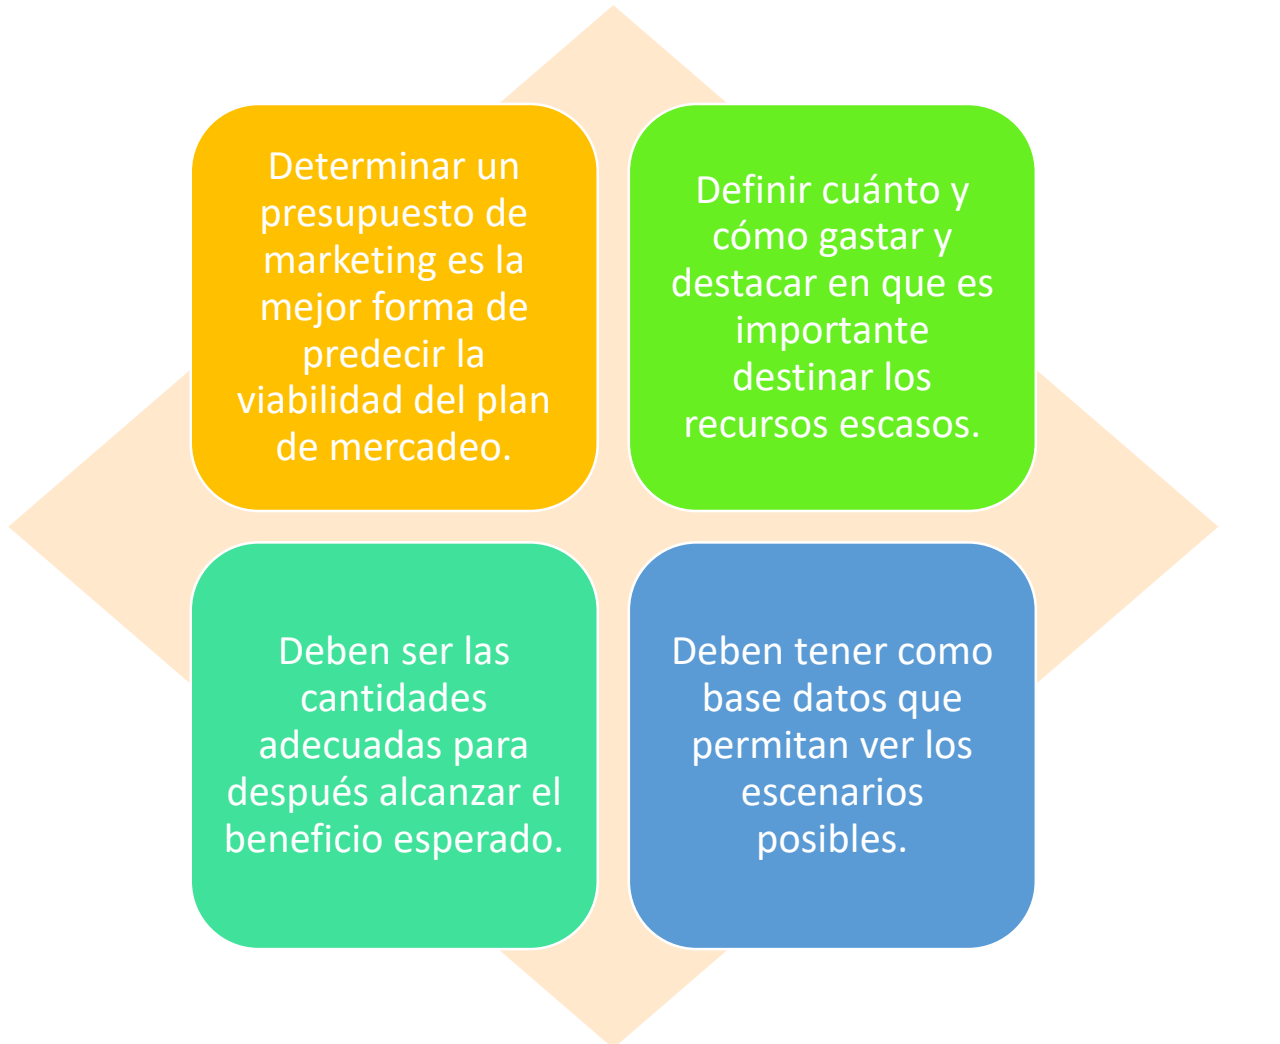 Determinar un
presupuesto de
marketing es la
mejor forma de
predecir la
viabilidad del plan
de mercadeo.
Definir cuánto y
cómo gastar y
destacar en que es
importante
destinar los
recursos escasos.
Deben ser las
cantidades
adecuadas para
después alcanzar el
beneficio esperado.
Deben tener como
base datos que
permitan ver los
escenarios
posibles.